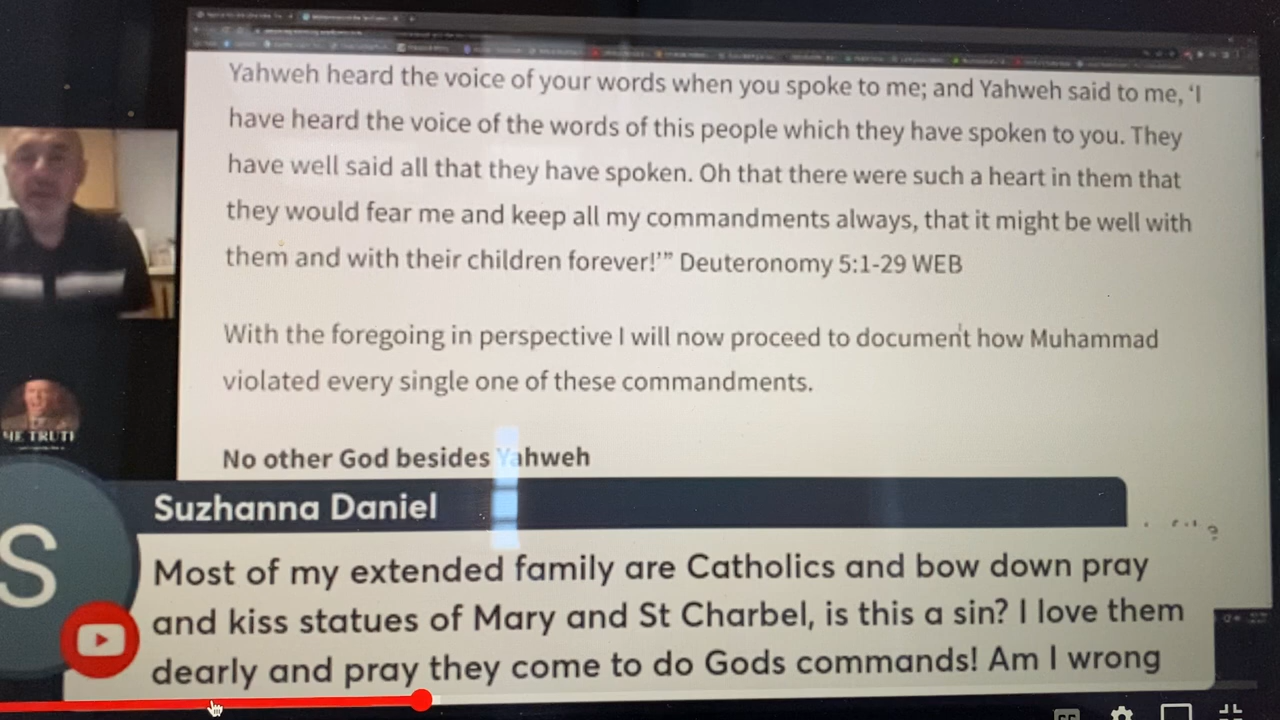 Yahweh heard the voice of your words when you spoke to me; and Yahweh said to me, ‘I
have heard the voice of the words of this people which they have spoken to you. They
have well said all that they have spoken. Oh that there were such a heart in them that
they would fear me and keep all my commandments always, that it might be well with
them and with their children forever!’” Deuteronomy 5:1-29 WEB
With the foregoing in perspective I will now proceed to document how Muhammad
violated every single one of these commandments.
No other God besides Yahweh
S
Suzhanna Daniel
Most of my extended family are Catholics and bow down pray
and kiss statues of Mary and St Charbel, is this a sin? I love them
dearly and pray they come to do Gods commands! Am I wrong
CC